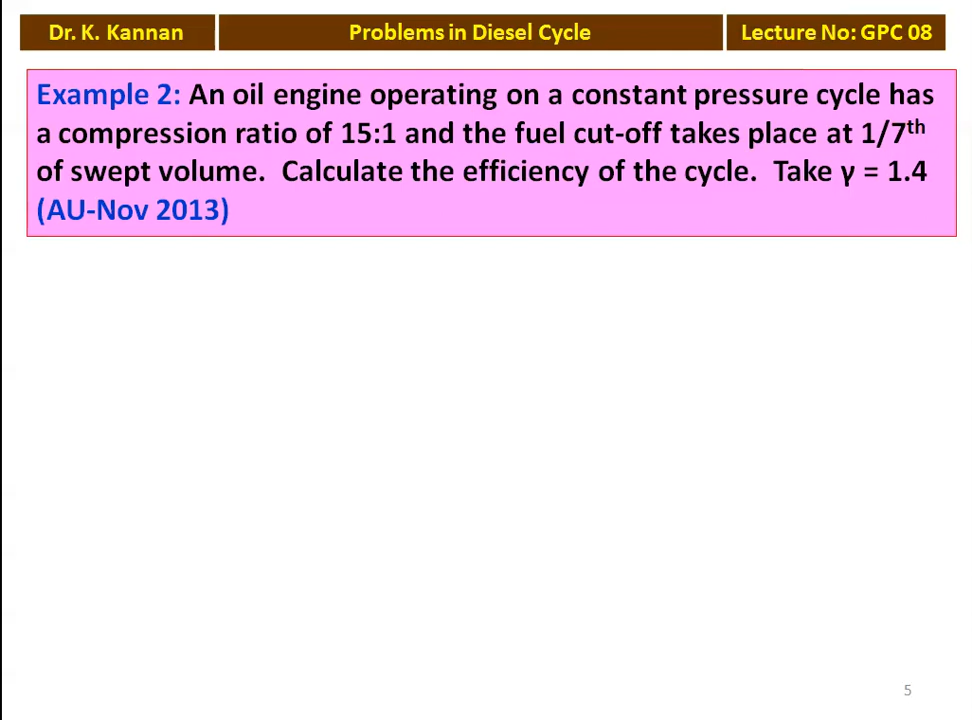 Dr. K. Kannan
Problems in Diesel Cycle
Lecture No: GPC 08
Example 2: An oil engine operating on a constant pressure cycle has
a compression ratio of 15:1 and the fuel cut-off takes place at 1/7th
of swept volume.  Calculate the efficiency of the cycle.  Take γ = 1.4
(AU-Nov 2013)
5